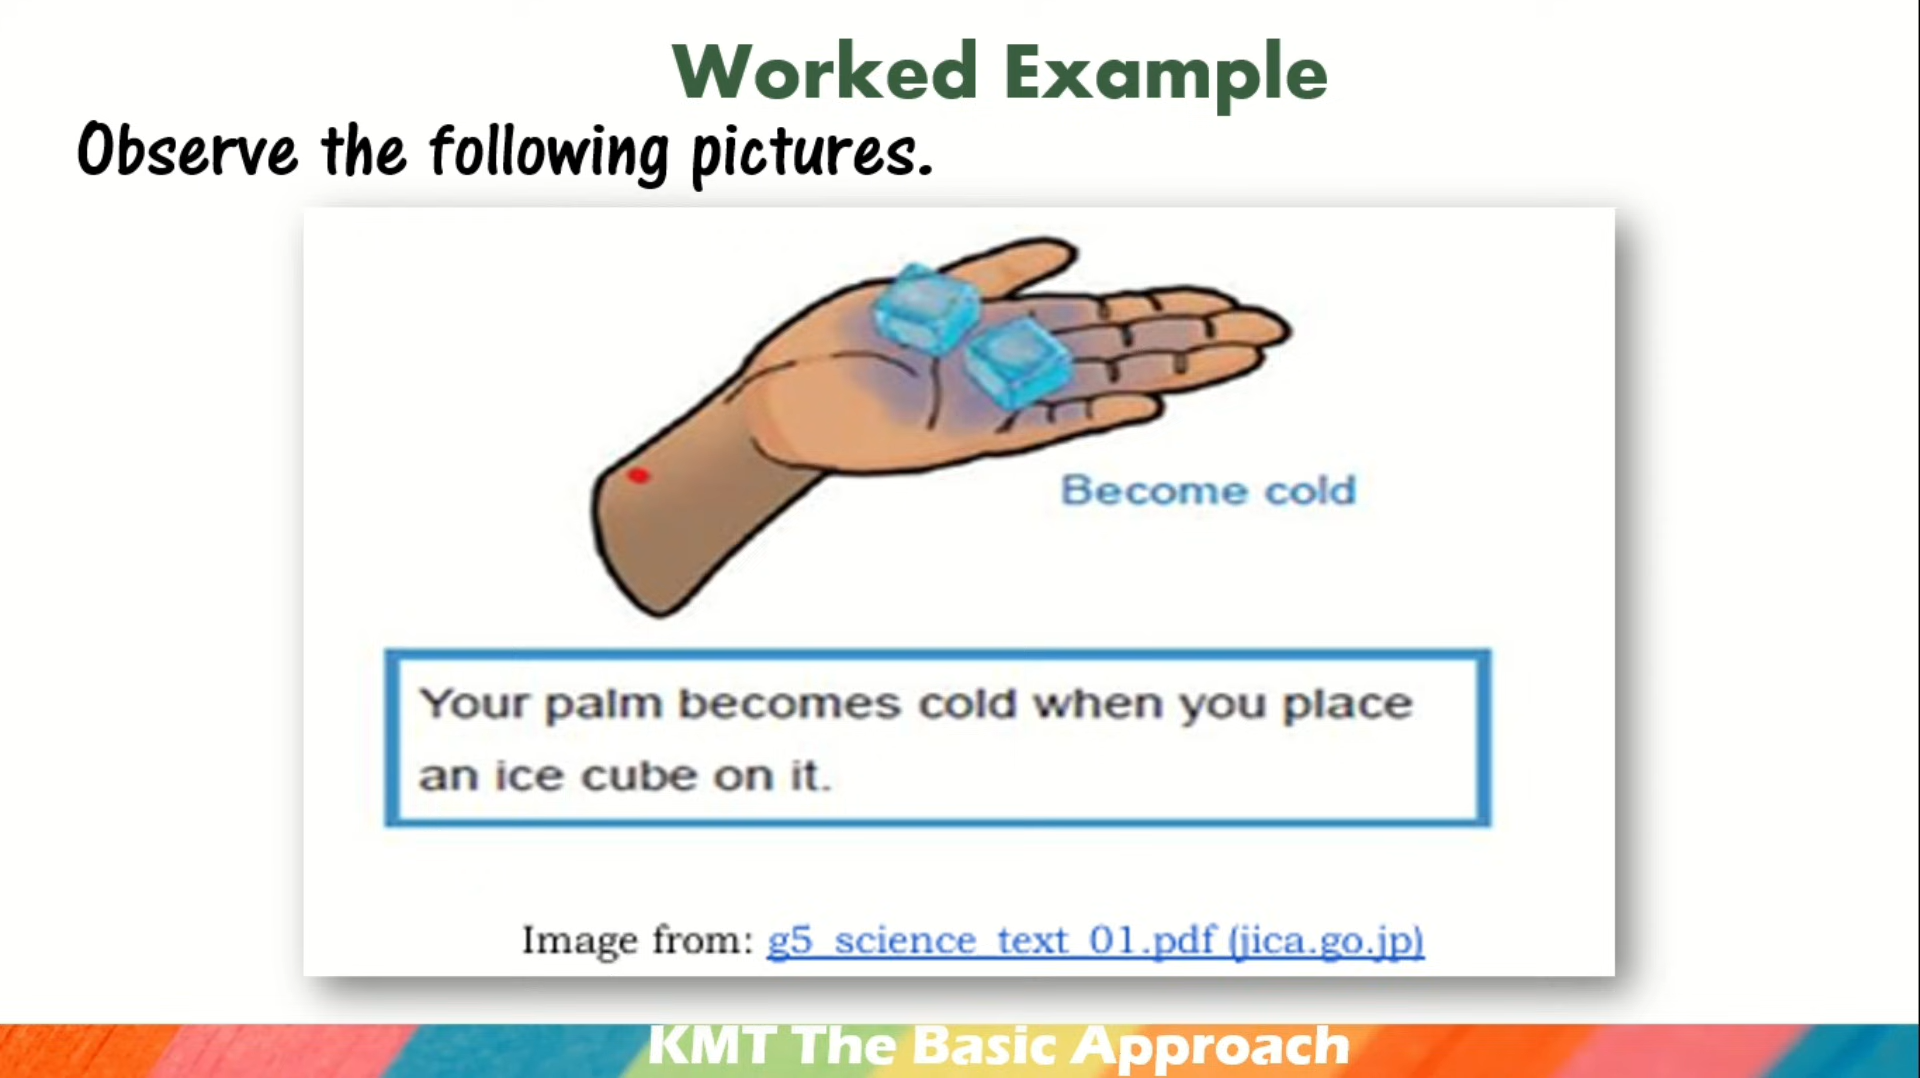 Worked Example
Observe the following pictures.
Become cold
Your palm becomes cold when you place
an ice cube on it.
Image from: g5_science_text_01.pdf (jica.go.jp)
KMT The Basic Approach